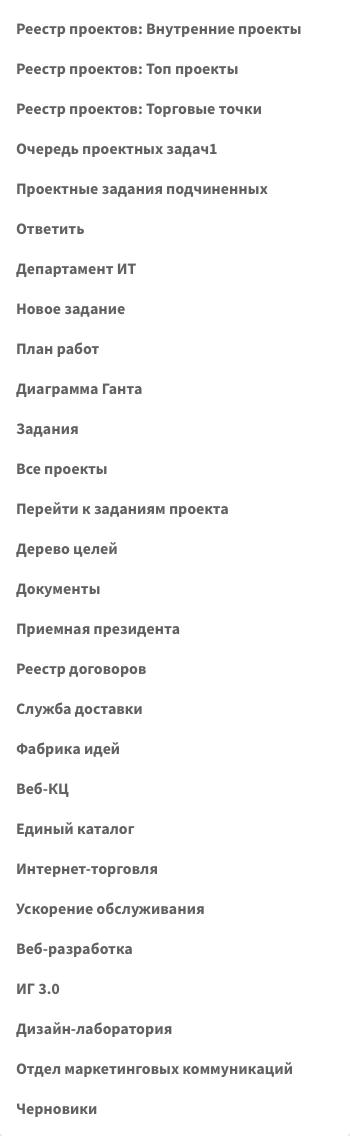 Реестр проектов: Внутренние проекты
Реестр проектов: Топ проекты
Реестр проектов: Торговые точки
Очередь проектных задач1
Проектные задания подчиненных
Ответить
Департамент ИТ
Новое задание
План работ
Диаграмма Ганта
Задания
Все проекты
Перейти к заданиям проекта
Дерево целей
Документы
Приемная президента
Реестр договоров
Служба доставки
Фабрика идей
Веб-КЦ
Единый каталог
Интернет-торговля
Ускорение обслуживания
Веб-разработка
ИГ 3.0
Дизайн-лаборатория
Отдел маркетинговых коммуникаций
Черновики